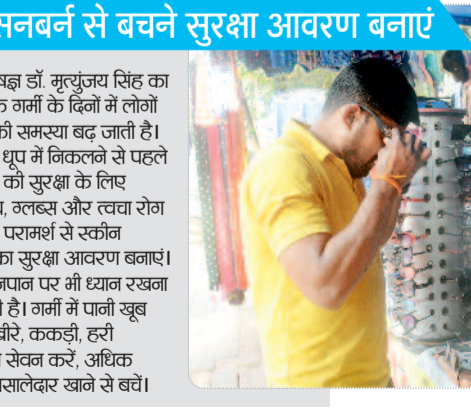 सनबर्न से बचने सुरक्षा आवरण बनाएं
डॉ. मृत्युंजय सिंह का
गर्मी के दिनों में लोगों
की समस्या बढ़ जाती है।
धूप में निकलने से पहले
की सुरक्षा के लिए
ग्लब्स और त्वचा रोग
परामर्श से स्कीन
का सुरक्षा आवरण बनाएं।
पर भी ध्यान रखना
है। गर्मी में पानी खूब
ककड़ी, हरी
सेवन करें, अधिक
खाने से बचें।